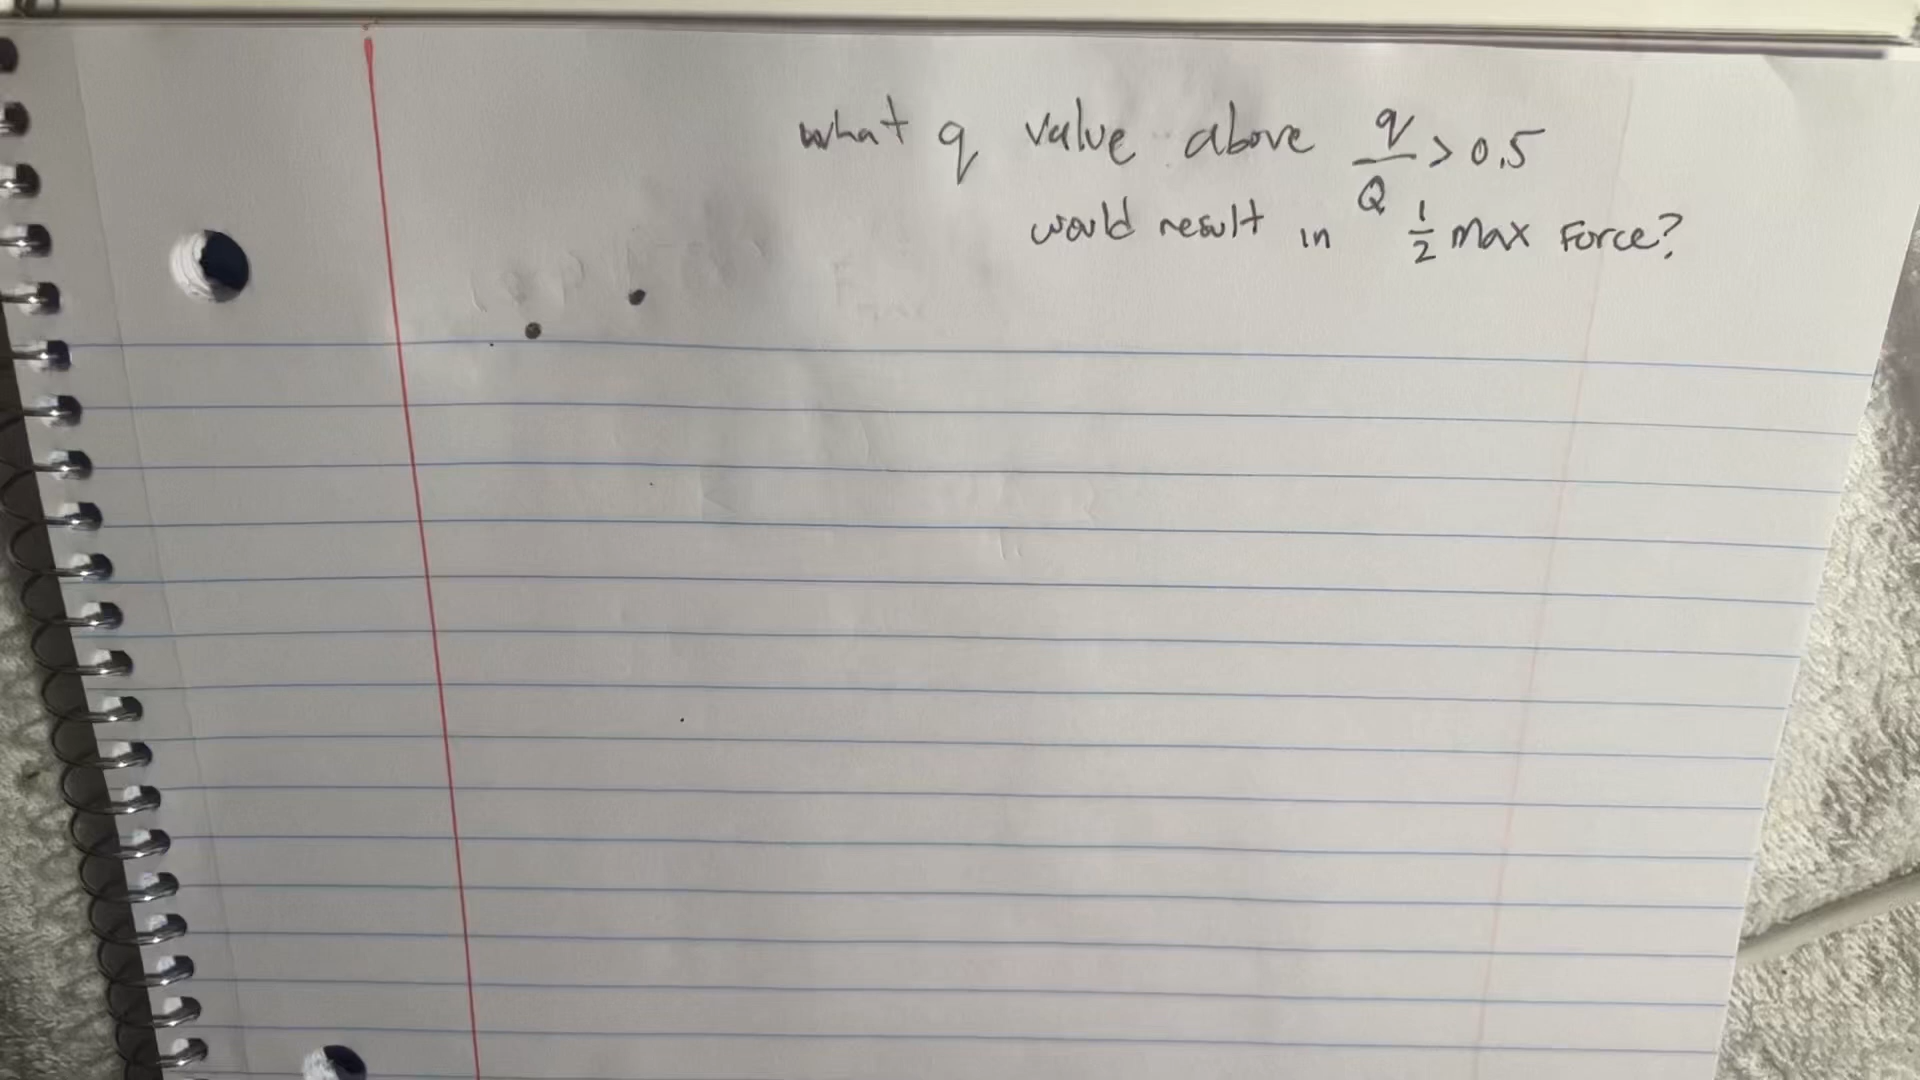 what q value above q/Q > 0.5
would result in 1/2 max Force?